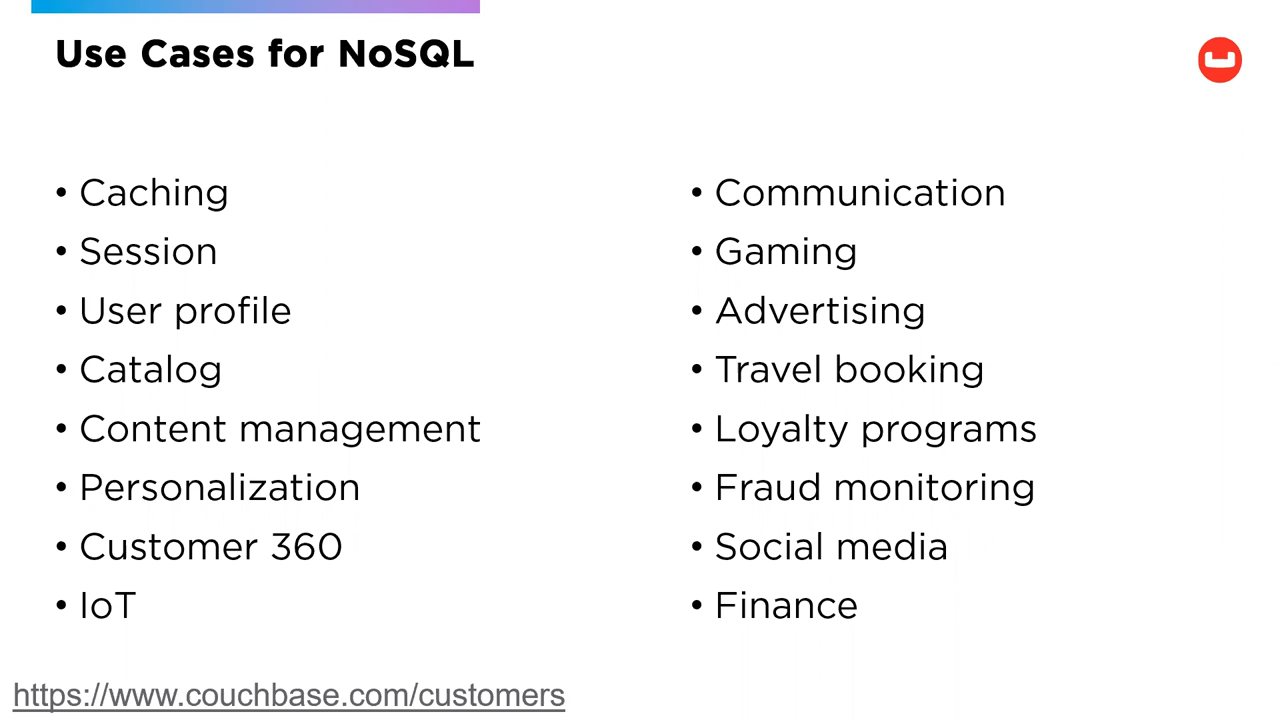 Use Cases for NoSQL
• Caching
• Session
• User profile
• Catalog
• Content management
• Personalization
• Customer 360
• IoT
• Communication
• Gaming
• Advertising
• Travel booking
• Loyalty programs
• Fraud monitoring
• Social media
• Finance
https://www.couchbase.com/customers